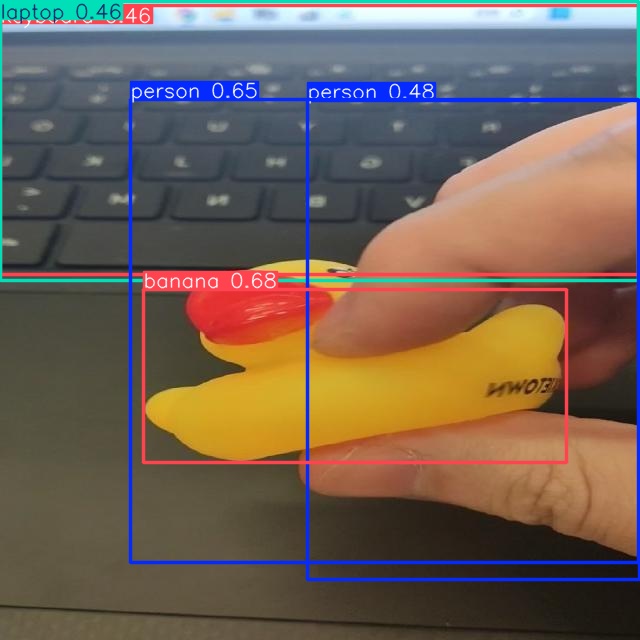 laptop 0.46
person 0.65
person 0.48
U Y T R
K J H G
M N B V
banana 0.68